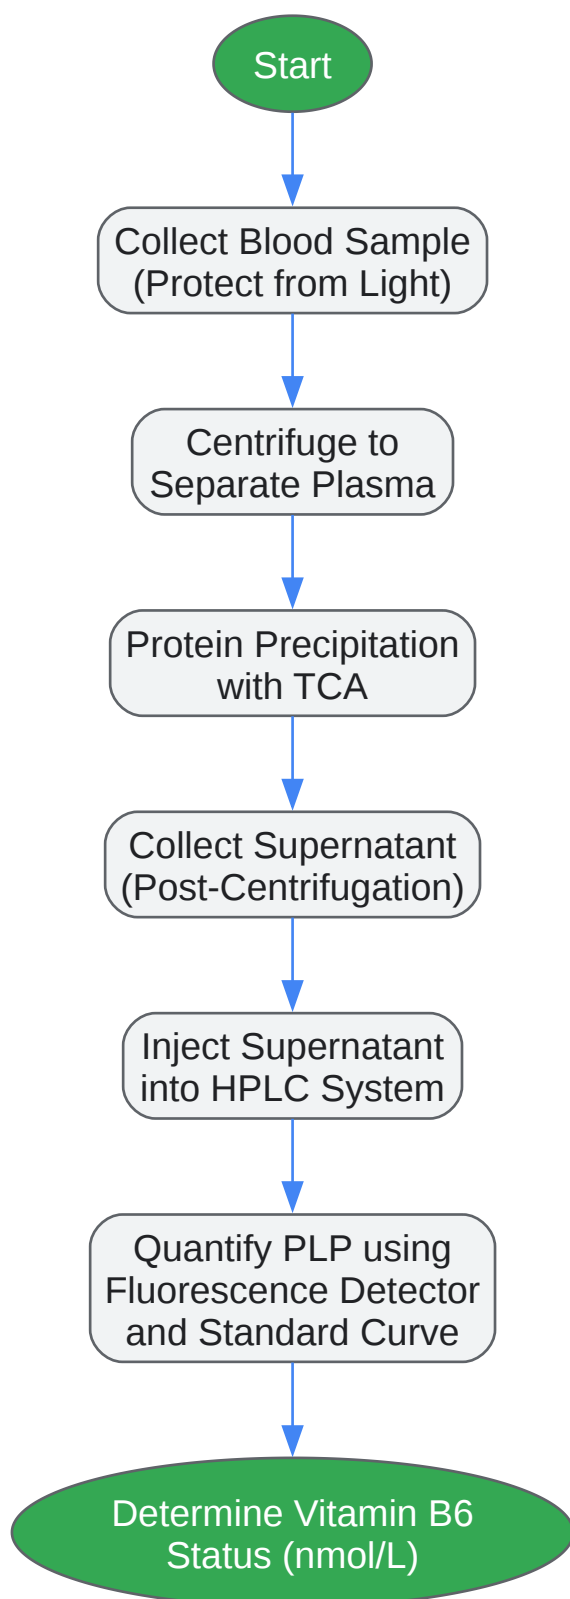 Start
Collect Blood Sample
(Protect from Light)
Centrifuge to
Separate Plasma
Protein Precipitation
with TCA
Collect Supernatant
(Post-Centrifugation)
Inject Supernatant
into HPLC System
Quantify PLP using
Fluorescence Detector
and Standard Curve
Determine Vitamin B6
Status (nmol/L)